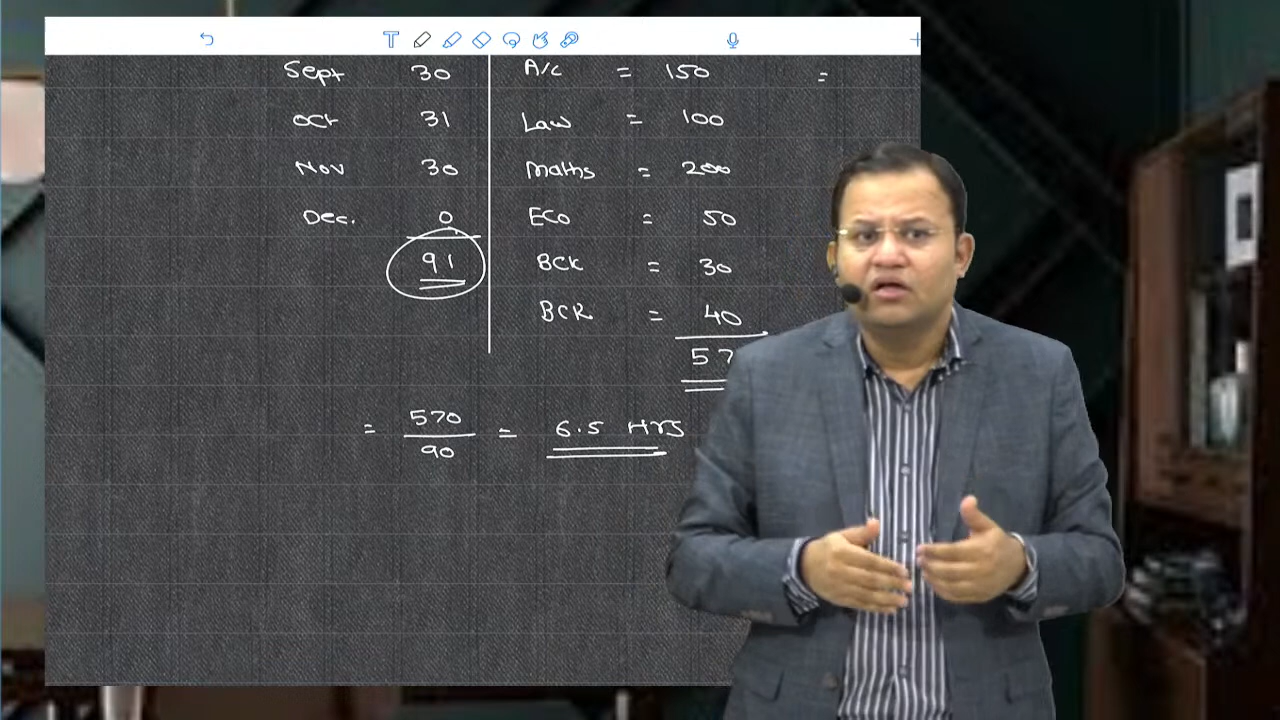 Sept 30
Oct 31
Nov 30
Dec. 0
91
A/c = 150 =
Law = 100
Maths = 200
ECO = 50
BCK = 30
BCR = 40
57
= 570 / 90 = 6.5 Hrs